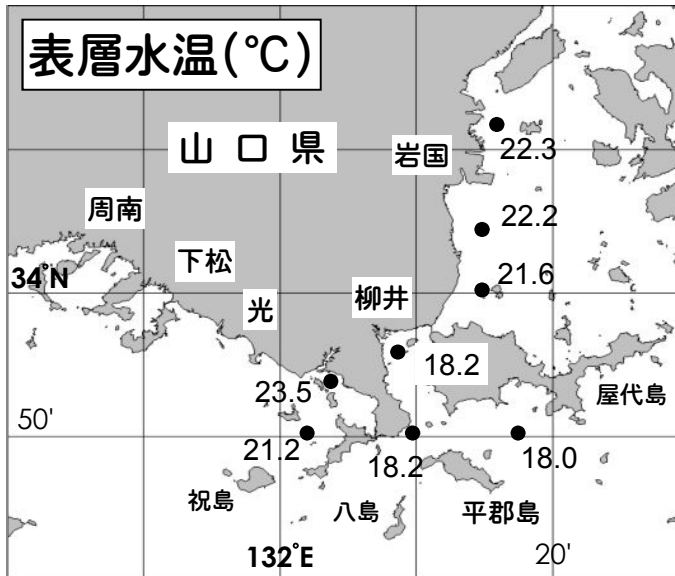 表層水温(℃)
山口県
岩国
22.3
周南
22.2
下松
34°N
21.6
光
柳井
18.2
23.5
屋代島
50'
21.2
18.2
18.0
祝島
八島
平郡島
132°E
20'